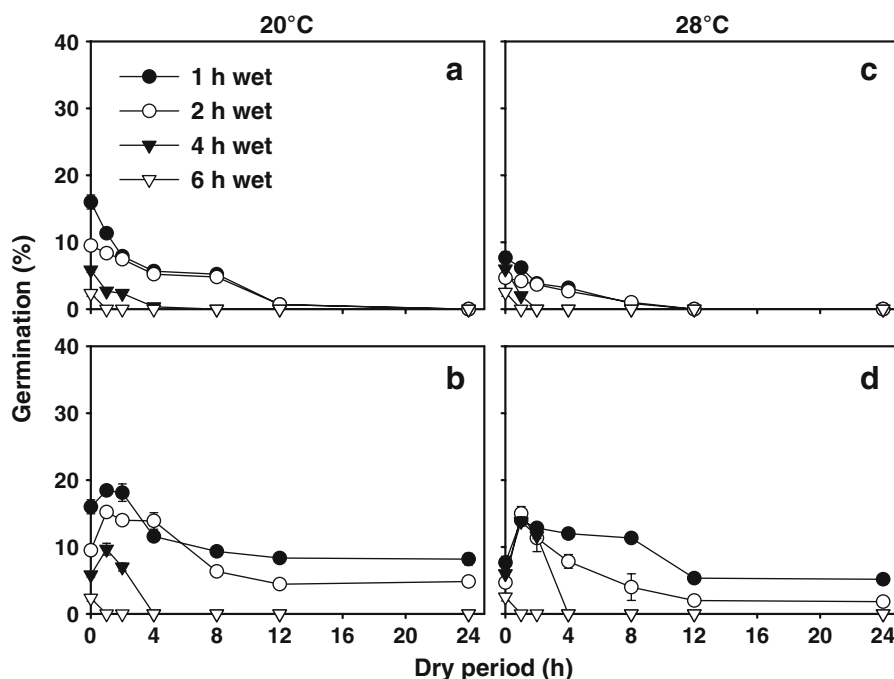 20°C
28°C
40
30
20
10
0
a
1 h wet
2 h wet
4 h wet
6 h wet
c
Germination (%)
40
30
20
10
0
b
d
0 4 8 12 16 20 24
0 4 8 12 16 20 24
Dry period (h)